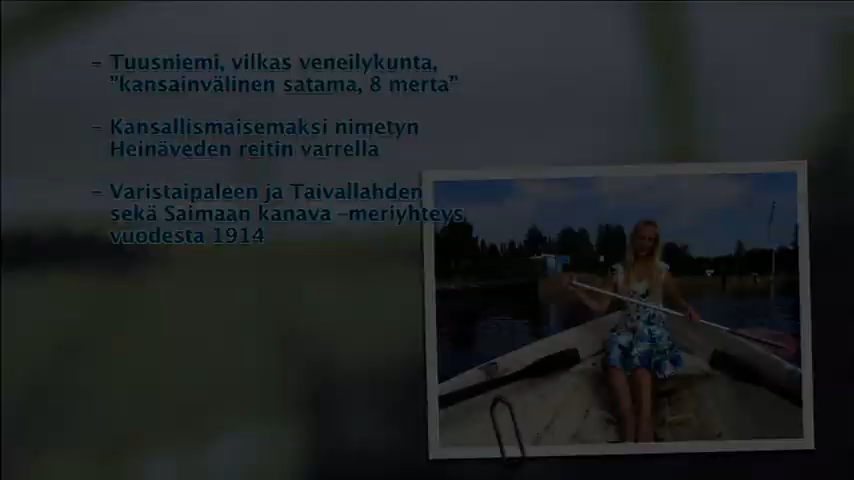 - Tuusniemi, vilkas veneilykunta,
"kansainvälinen satama, 8 merta"
- Kansallismaisemaksi nimetyn
Heinäveden reitin varrella
- Varistaipaleen ja Taivallahden
sekä Saimaan kanava –meriyhteys
vuodesta 1914